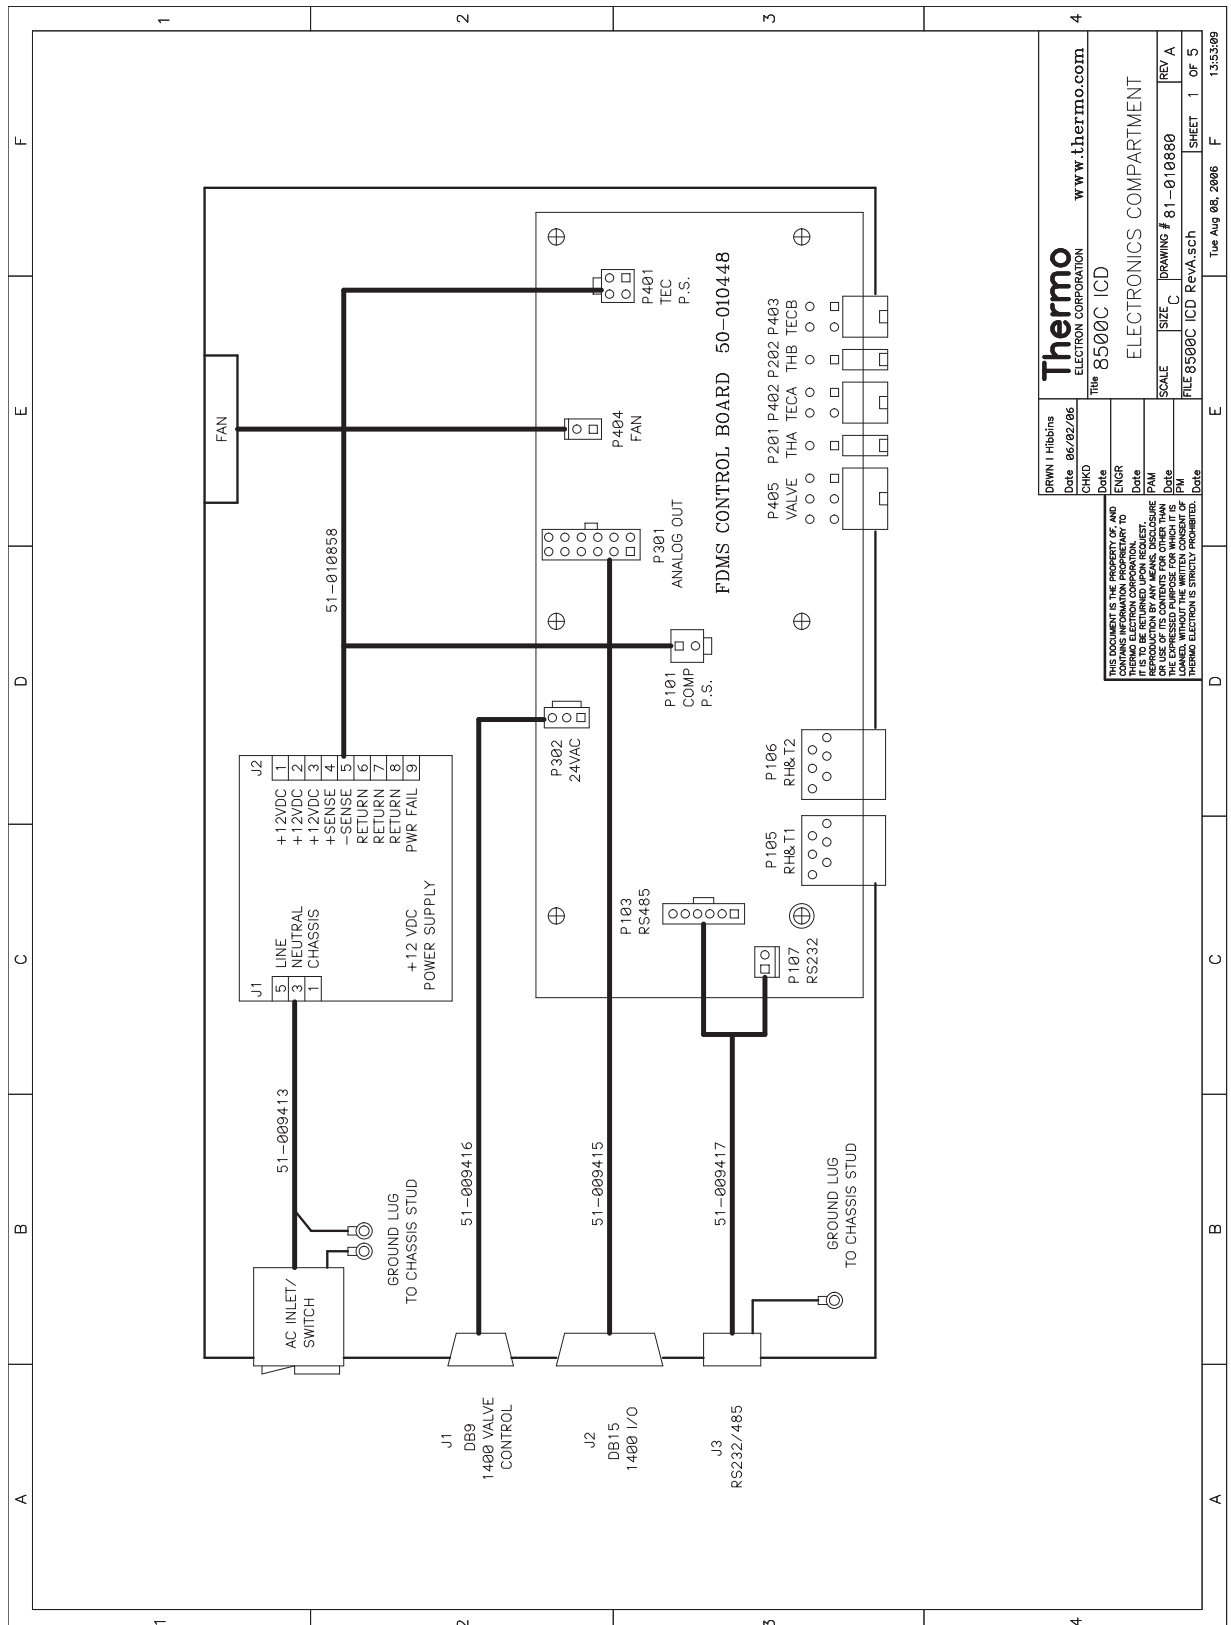 A
B
C
D
E
F
1
2
3
4
FAN
51-010858
J1
5 LINE
3 NEUTRAL
1 CHASSIS
+12 VDC
POWER SUPPLY
J2
+12VDC 1
+12VDC 2
+12VDC 3
+SENSE 4
-SENSE 5
RETURN 6
RETURN 7
RETURN 8
PWR FAIL 9
51-009413
AC INLET/
SWITCH
GROUND LUG
TO CHASSIS STUD
J1
DB9
1400 VALVE
CONTROL
51-009416
P302
24VAC
J2
DB15
1400 I/O
51-009415
P301
ANALOG OUT
P404
FAN
P401
TEC
P.S.
P101
COMP
P.S.
J3
RS232/485
51-009417
GROUND LUG
TO CHASSIS STUD
P103
RS485
P107
RS232
P105
RH&T1
P106
RH&T2
FDMS CONTROL BOARD 50-010448
P405
VALVE
P201
THA
P402
TECA
P202
THB
P403
TECB
THIS DOCUMENT IS THE PROPERTY OF, AND
CONTAINS INFORMATION PROPRIETARY TO
THERMO ELECTRON CORPORATION.
IT IS TO BE RETURNED UPON REQUEST.
REPRODUCTION BY ANY MEANS, DISCLOSURE
OR USE OF ITS CONTENTS FOR OTHER THAN
THE EXPRESSED PURPOSE FOR WHICH IT IS
LOANED, WITHOUT THE WRITTEN CONSENT OF
THERMO ELECTRON IS STRICTLY PROHIBITED.
DRWN I Hibbins
Date 06/02/06
CHKD
Date
ENGR
Date
PAM
Date
PM
Date
Thermo
ELECTRON CORPORATION
www.thermo.com
Title
8500C ICD
ELECTRONICS COMPARTMENT
SCALE
SIZE C
DRAWING # 81-010880
REV A
FILE 8500C ICD RevA.sch
SHEET 1 OF 5
A
B
C
D
E
F
1
2
3
4
Tue Aug 08, 2006
13:53:09